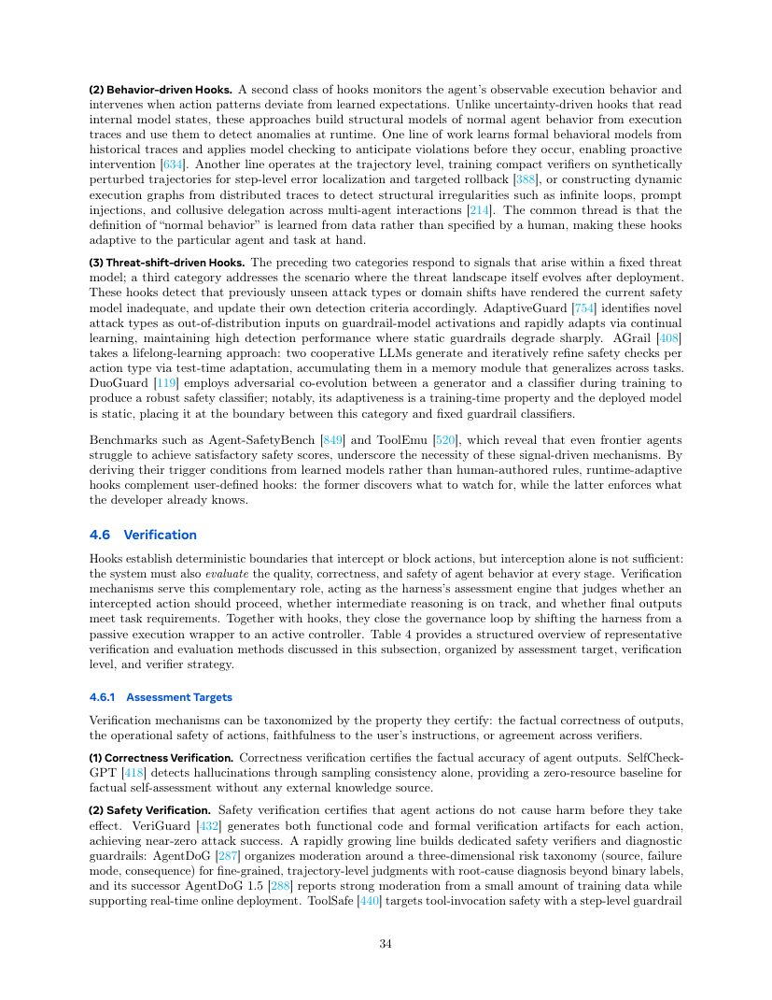 (2) Behavior-driven Hooks. A second class of hooks monitors the agent's observable execution behavior and
intervenes when action patterns deviate from learned expectations. Unlike uncertainty-driven hooks that read
internal model states, these approaches build structural models of normal agent behavior from execution
traces and use them to detect anomalies at runtime. One line of work learns formal behavioral models from
historical traces and applies model checking to anticipate violations before they occur, enabling proactive
intervention [634]. Another line operates at the trajectory level, training compact verifiers on synthetically
perturbed trajectories for step-level error localization and targeted rollback [388], or constructing dynamic
execution graphs from distributed traces to detect structural irregularities such as infinite loops, prompt
injections, and collusive delegation across multi-agent interactions [214]. The common thread is that the
definition of “normal behavior” is learned from data rather than specified by a human, making these hooks
adaptive to the particular agent and task at hand.
(3) Threat-shift-driven Hooks. The preceding two categories respond to signals that arise within a fixed threat
model; a third category addresses the scenario where the threat landscape itself evolves after deployment.
These hooks detect that previously unseen attack types or domain shifts have rendered the current safety
model inadequate, and update their own detection criteria accordingly. AdaptiveGuard [754] identifies novel
attack types as out-of-distribution inputs on guardrail-model activations and rapidly adapts via continual
learning, maintaining high detection performance where static guardrails degrade sharply. AGrail [408]
takes a lifelong-learning approach: two cooperative LLMs generate and iteratively refine safety checks per
action type via test-time adaptation, accumulating them in a memory module that generalizes across tasks.
DuoGuard [119] employs adversarial co-evolution between a generator and a classifier during training to
produce a robust safety classifier; notably, its adaptiveness is a training-time property and the deployed model
is static, placing it at the boundary between this category and fixed guardrail classifiers.
Benchmarks such as Agent-SafetyBench [849] and ToolEmu [520], which reveal that even frontier agents
struggle to achieve satisfactory safety scores, underscore the necessity of these signal-driven mechanisms. By
deriving their trigger conditions from learned models rather than human-authored rules, runtime-adaptive
hooks complement user-defined hooks: the former discovers what to watch for, while the latter enforces what
the developer already knows.
4.6 Verification
Hooks establish deterministic boundaries that intercept or block actions, but interception alone is not sufficient:
the system must also evaluate the quality, correctness, and safety of agent behavior at every stage. Verification
mechanisms serve this complementary role, acting as the harness's assessment engine that judges whether an
intercepted action should proceed, whether intermediate reasoning is on track, and whether final outputs
meet task requirements. Together with hooks, they close the governance loop by shifting the harness from a
passive execution wrapper to an active controller. Table 4 provides a structured overview of representative
verification and evaluation methods discussed in this subsection, organized by assessment target, verification
level, and verifier strategy.
4.6.1 Assessment Targets
Verification mechanisms can be taxonomized by the property they certify: the factual correctness of outputs,
the operational safety of actions, faithfulness to the user's instructions, or agreement across verifiers.
(1) Correctness Verification. Correctness verification certifies the factual accuracy of agent outputs. SelfCheck-
GPT [418] detects hallucinations through sampling consistency alone, providing a zero-resource baseline for
factual self-assessment without any external knowledge source.
(2) Safety Verification. Safety verification certifies that agent actions do not cause harm before they take
effect. VeriGuard [432] generates both functional code and formal verification artifacts for each action,
achieving near-zero attack success. A rapidly growing line builds dedicated safety verifiers and diagnostic
guardrails: AgentDoG [287] organizes moderation around a three-dimensional risk taxonomy (source, failure
mode, consequence) for fine-grained, trajectory-level judgments with root-cause diagnosis beyond binary labels,
and its successor AgentDoG 1.5 [288] reports strong moderation from a small amount of training data while
supporting real-time online deployment. ToolSafe [440] targets tool-invocation safety with a step-level guardrail
34